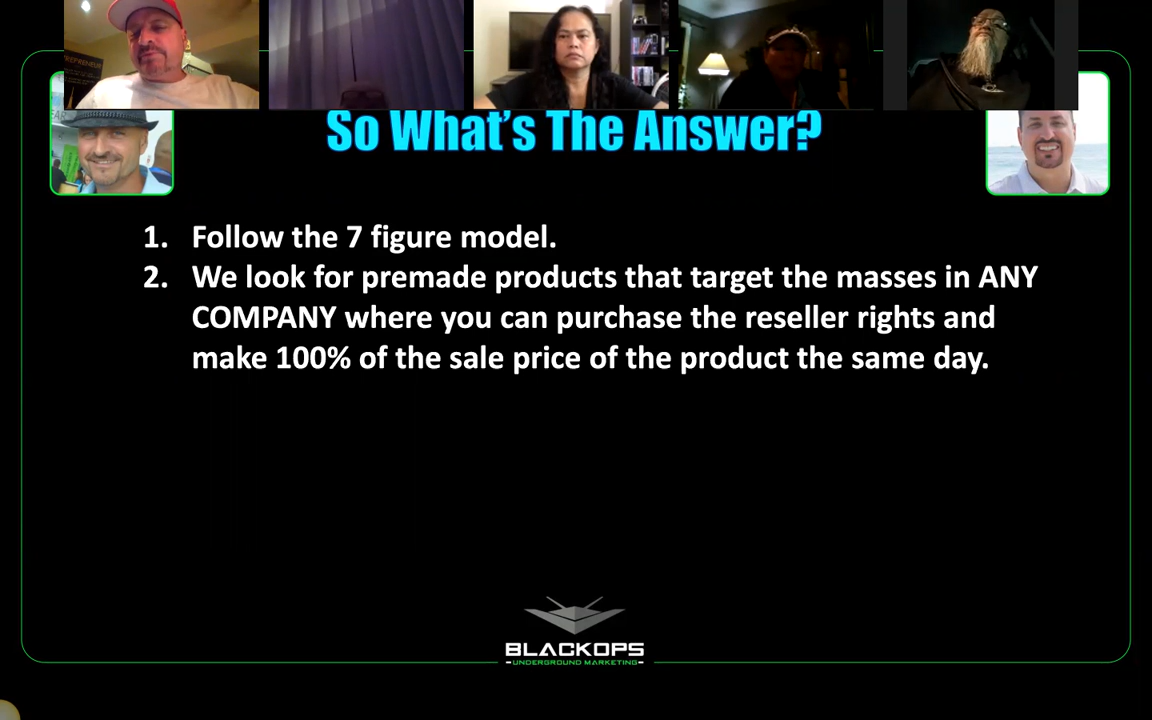 So What's The Answer?
1. Follow the 7 figure model.
2. We look for premade products that target the masses in ANY
COMPANY where you can purchase the reseller rights and
make 100% of the sale price of the product the same day.
BLACKOPS
UNDERGROUND MARKETING